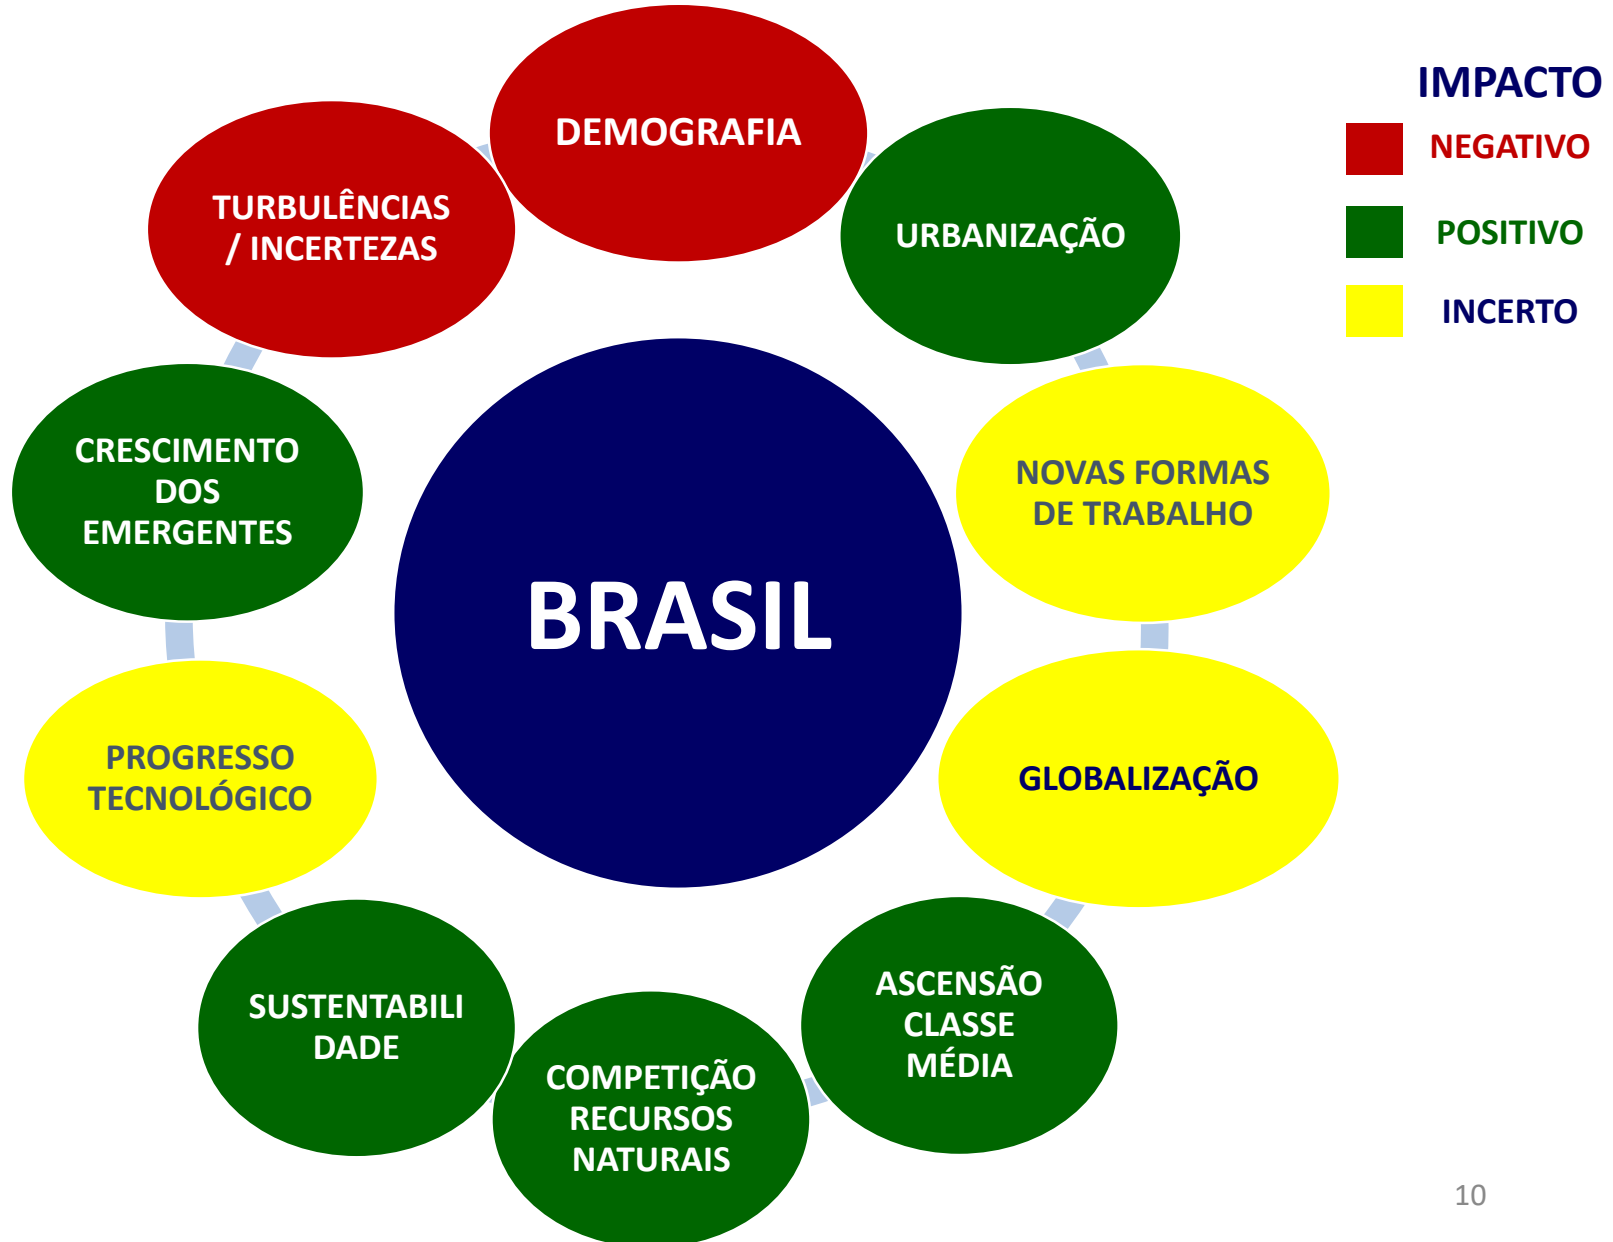 DEMOGRAFIA
URBANIZAÇÃO
NOVAS FORMAS
DE TRABALHO
GLOBALIZAÇÃO
ASCENSÃO
CLASSE
MÉDIA
COMPETIÇÃO
RECURSOS
NATURAIS
SUSTENTABILI
DADE
PROGRESSO
TECNOLÓGICO
CRESCIMENTO
DOS
EMERGENTES
TURBULÊNCIAS
/ INCERTEZAS
BRASIL
IMPACTO
NEGATIVO
POSITIVO
INCERTO
10